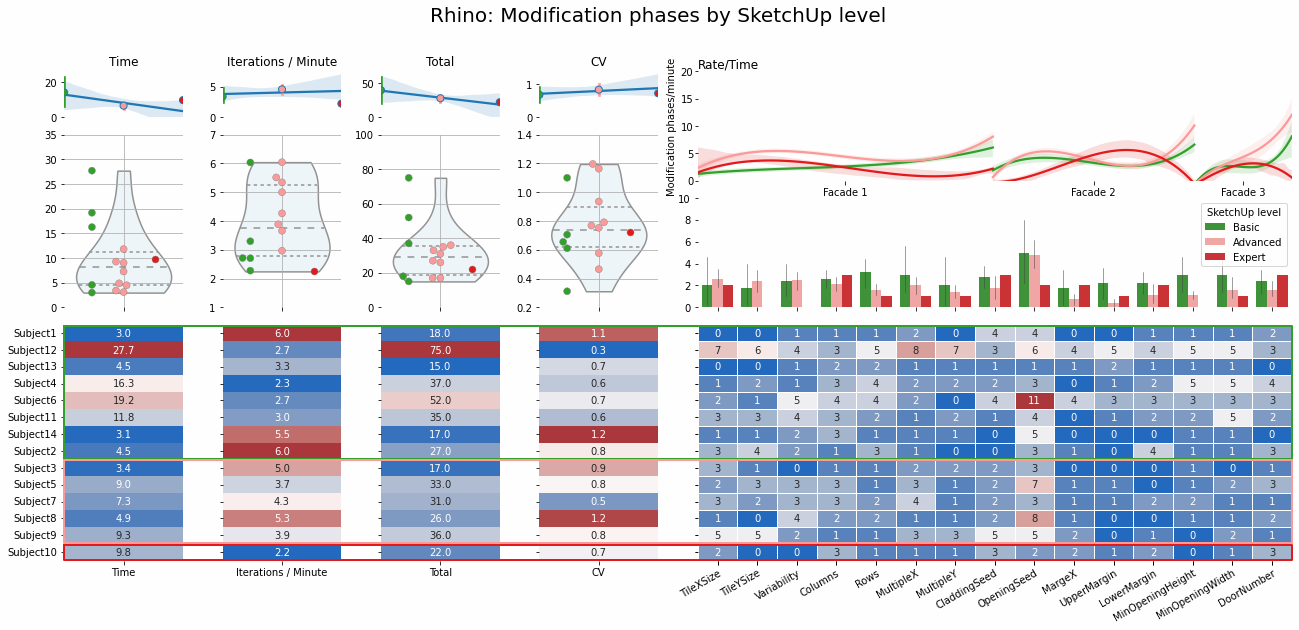 Rhino: Modification phases by SketchUp level
Time
Iterations / Minute
Total
CV
Rate/Time
20
0
5
0
50
0
1
0
Modification phases/minute
20
15
10
5
0
Facade 1
Facade 2
Facade 3
35
30
25
20
15
10
5
0
7
6
5
4
3
2
1
100
80
60
40
20
0
1.4
1.2
1.0
0.8
0.6
0.4
0.2
10
8
6
4
2
0
SketchUp level
Basic
Advanced
Expert
Subject1 3.0 6.0 18.0 1.1 0 0 1 1 1 2 0 4 4 0 0 1 1 1 2
Subject12 27.7 2.7 75.0 0.3 7 6 4 3 5 8 7 3 6 4 5 4 5 5 3
Subject13 4.5 3.3 15.0 0.7 0 0 1 2 2 1 1 1 1 1 2 1 1 1 1
Subject4 16.3 2.3 37.0 0.6 1 2 1 3 4 2 2 2 3 0 1 2 5 5 4
Subject6 19.2 2.7 52.0 0.7 2 1 5 4 4 2 0 4 11 4 3 3 3 3 3
Subject11 11.8 3.0 35.0 0.6 3 3 4 3 2 1 2 1 4 0 1 2 2 5 2
Subject14 3.1 5.5 17.0 1.2 1 1 2 3 1 1 1 0 5 0 0 0 1 1 0
Subject2 4.5 6.0 27.0 0.8 3 4 2 1 3 1 0 0 3 1 0 4 1 1 3
Subject3 3.4 5.0 17.0 0.9 3 1 0 1 1 2 2 2 3 0 0 0 1 0 1
Subject5 9.0 3.7 33.0 0.8 2 3 3 3 1 3 1 2 7 1 1 0 1 2 3
Subject7 7.3 4.3 31.0 0.5 3 2 3 3 2 4 1 2 3 1 1 2 2 1 1
Subject8 4.9 5.3 26.0 1.2 1 0 4 2 2 2 1 2 8 1 0 0 1 1 2
Subject9 9.3 3.9 36.0 0.8 5 5 2 1 1 3 3 5 5 2 0 1 0 2 1
Subject10 9.8 2.2 22.0 0.7 2 0 0 3 1 1 1 3 2 2 1 2 0 1 3
Time
Iterations / Minute
Total
CV
TileXSize
TileYSize
Variability
Columns
Rows
MultipleX
MultipleY
CladdingSeed
OpeningSeed
MargeX
UpperMargin
LowerMargin
MinOpeningHeight
MinOpeningWidth
DoorNumber